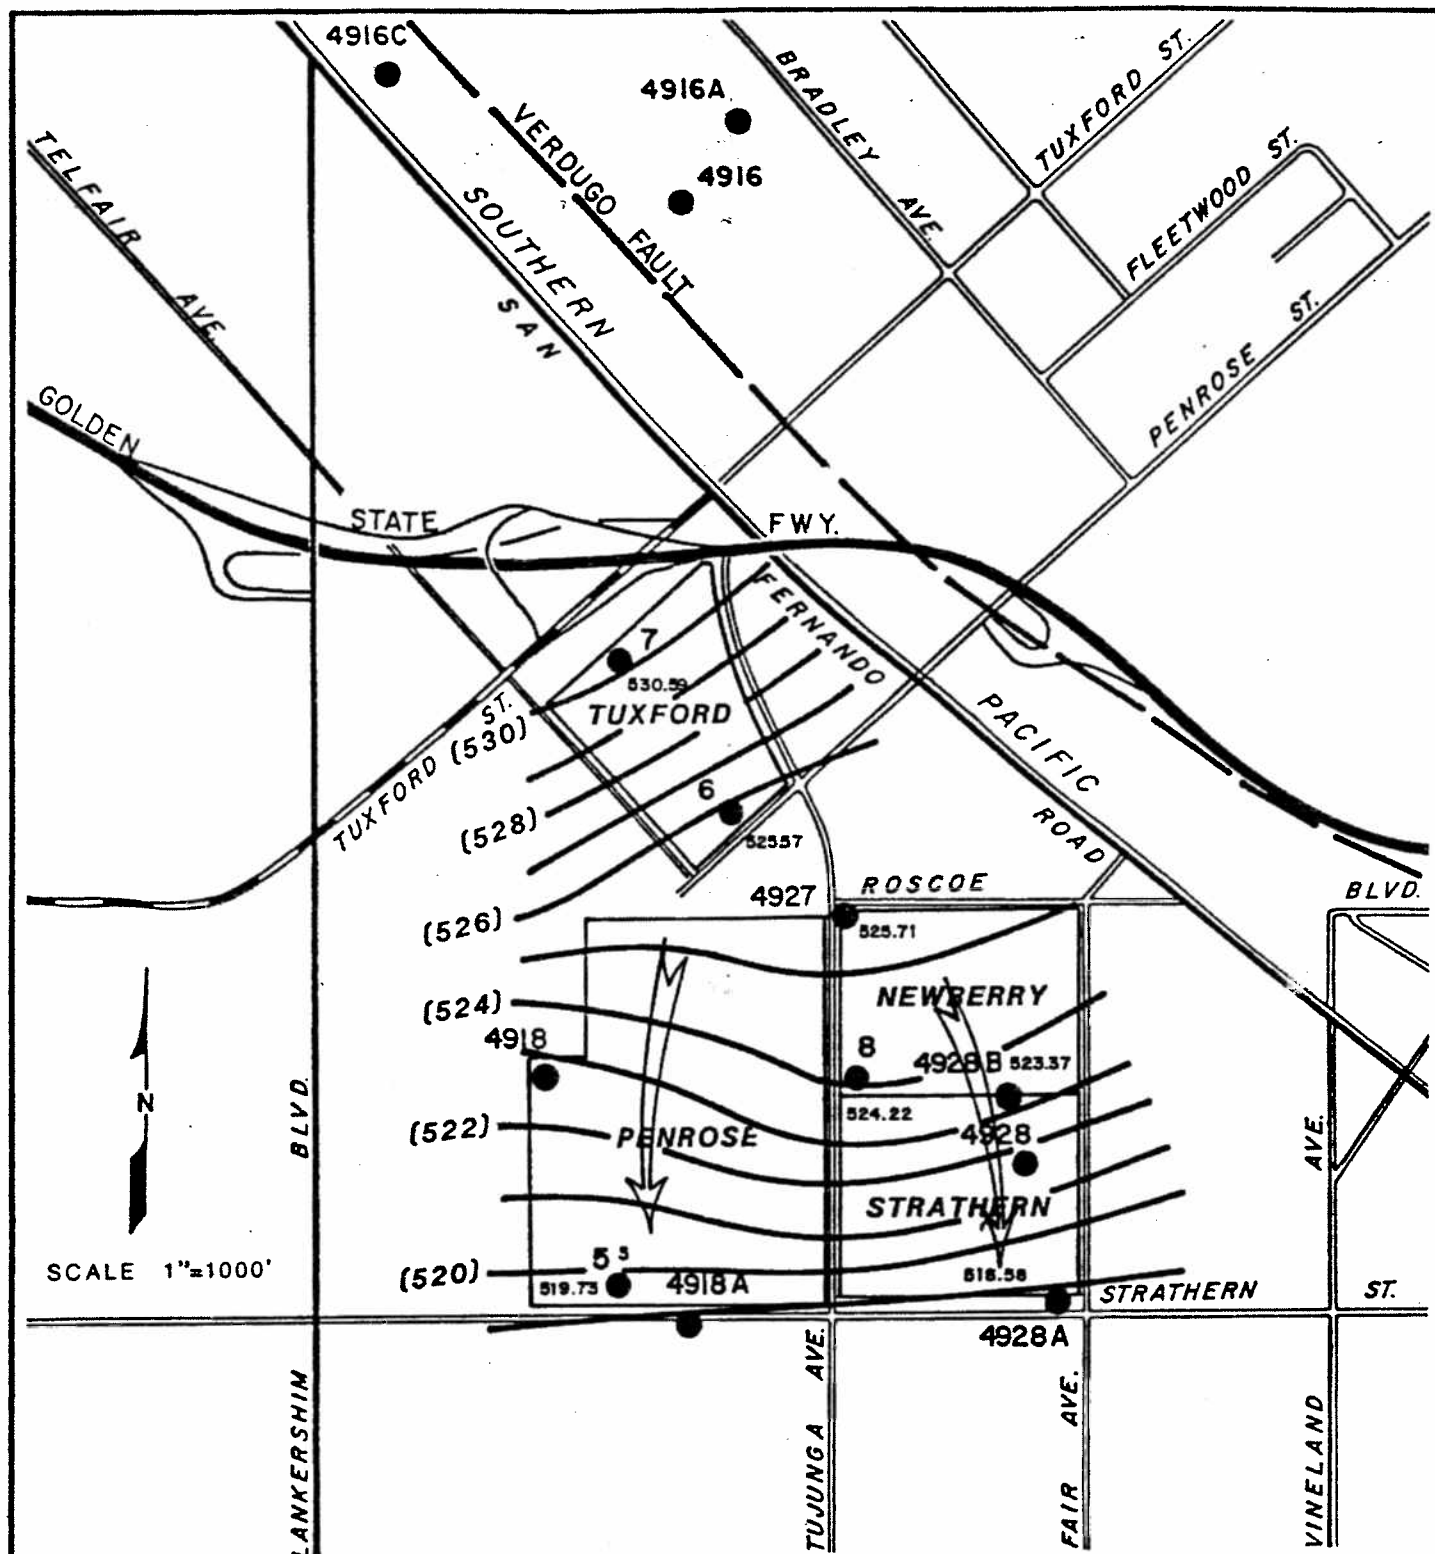 4916C
4916A
4916
BRADLEY AVE.
TUXFORD ST.
FLEETWOOD ST.
PENROSE ST.
VERDUGO FAULT
TELFAIR AVE.
SOUTHERN
SAN
GOLDEN
STATE
FWY.
FERNANDO
PACIFIC
ROAD
7
530.59
TUXFORD
TUXFORD ST.
(530)
6
525.57
(528)
4927
ROSCOE
BLVD.
525.71
(526)
NEWBERRY
(524)
4918
8
4928B
523.37
524.22
N
BLVD.
(522)
PENROSE
4928
AVE.
STRATHERN
SCALE 1"=1000'
(520)
5
519.73
4918A
518.58
STRATHERN
ST.
4928A
LANKERSHIM
TUJUNGA AVE.
FAIR AVE.
VINELAND